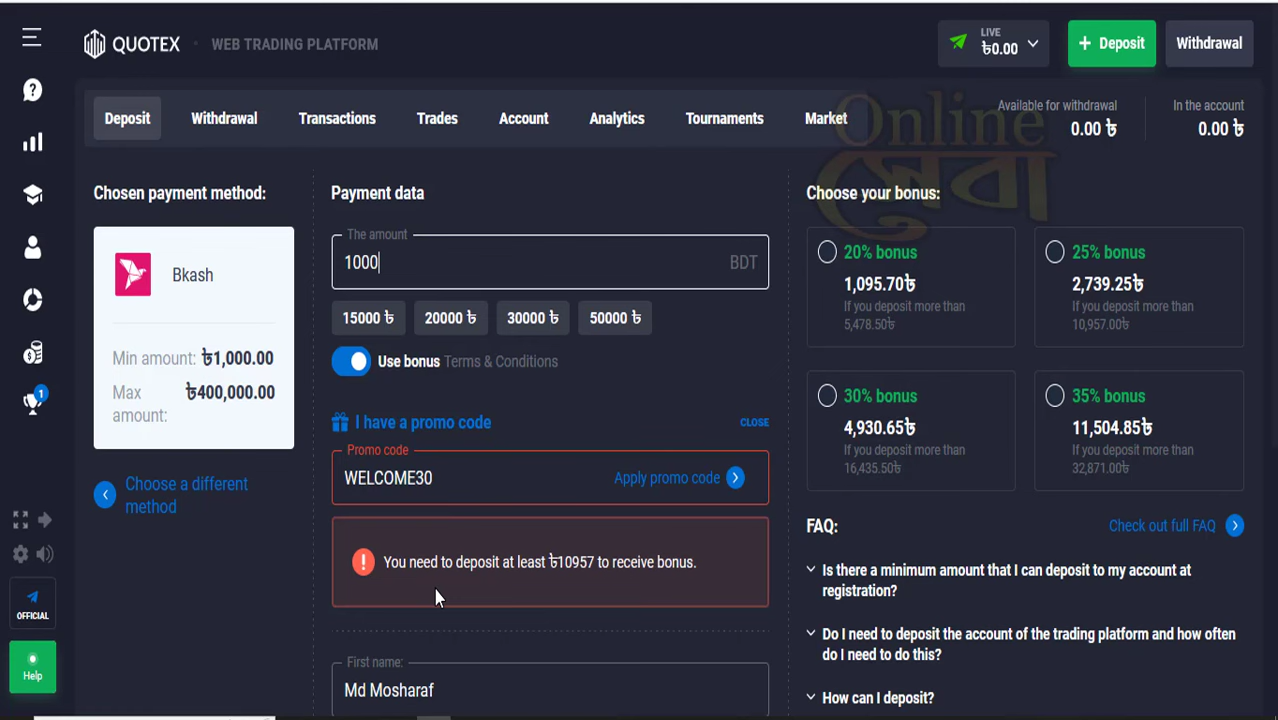 QUOTEX
WEB TRADING PLATFORM
LIVE
৳0.00
+ Deposit
Withdrawal
Deposit
Withdrawal
Transactions
Trades
Account
Analytics
Tournaments
Market
Available for withdrawal
0.00 ৳
In the account
0.00 ৳
Online
সেবা
Chosen payment method:
Bkash
Min amount: ৳1,000.00
Max amount: ৳400,000.00
Choose a different
method
Payment data
The amount
1000
BDT
15000 ৳
20000 ৳
30000 ৳
50000 ৳
Use bonus Terms & Conditions
I have a promo code
CLOSE
Promo code
WELCOME30
Apply promo code
You need to deposit at least ৳10957 to receive bonus.
First name:
Md Mosharaf
Choose your bonus:
20% bonus
1,095.70৳
If you deposit more than
5,478.50৳
25% bonus
2,739.25৳
If you deposit more than
10,957.00৳
30% bonus
4,930.65৳
If you deposit more than
16,435.50৳
35% bonus
11,504.85৳
If you deposit more than
32,871.00৳
FAQ:
Check out full FAQ
Is there a minimum amount that I can deposit to my account at
registration?
Do I need to deposit the account of the trading platform and how often
do I need to do this?
How can I deposit?
1
OFFICIAL
Help